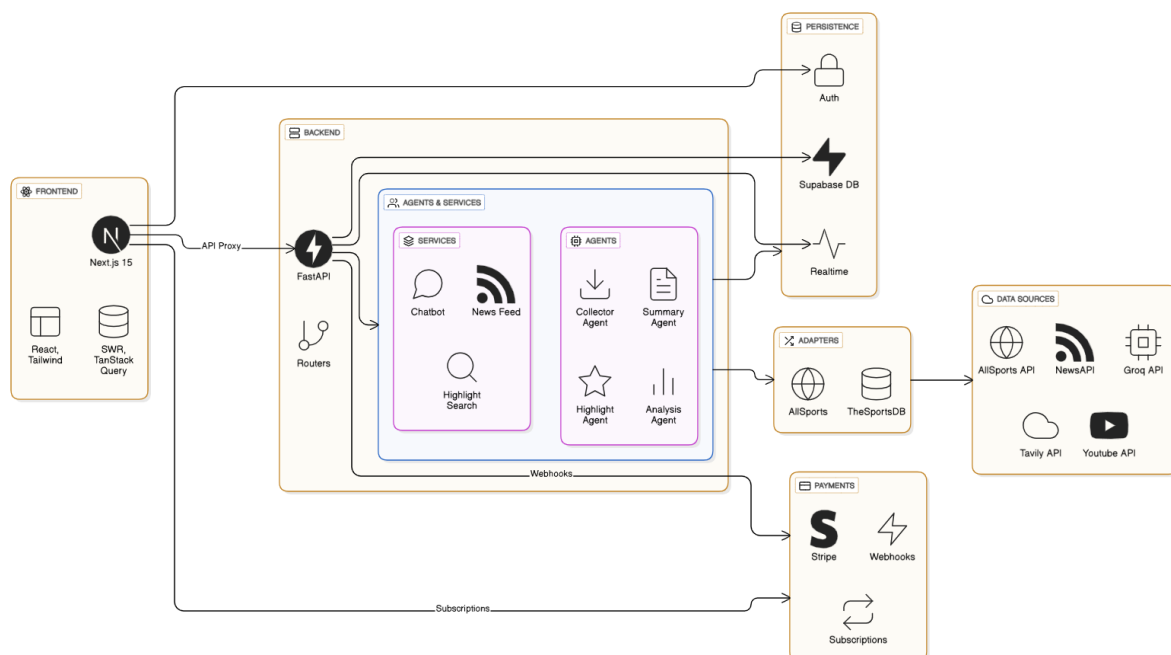 PERSISTENCE
Auth
Supabase DB
Realtime
BACKEND
FRONTEND
Next.js 15
React,
Tailwind
SWR,
TanStack
Query
API Proxy
FastAPI
Routers
AGENTS & SERVICES
SERVICES
Chatbot
News Feed
Highlight
Search
AGENTS
Collector
Agent
Summary
Agent
Highlight
Agent
Analysis
Agent
ADAPTERS
AllSports
TheSportsDB
DATA SOURCES
AllSports API
NewsAPI
Groq API
Tavily API
Youtube API
Webhooks
PAYMENTS
Stripe
Webhooks
Subscriptions
Subscriptions